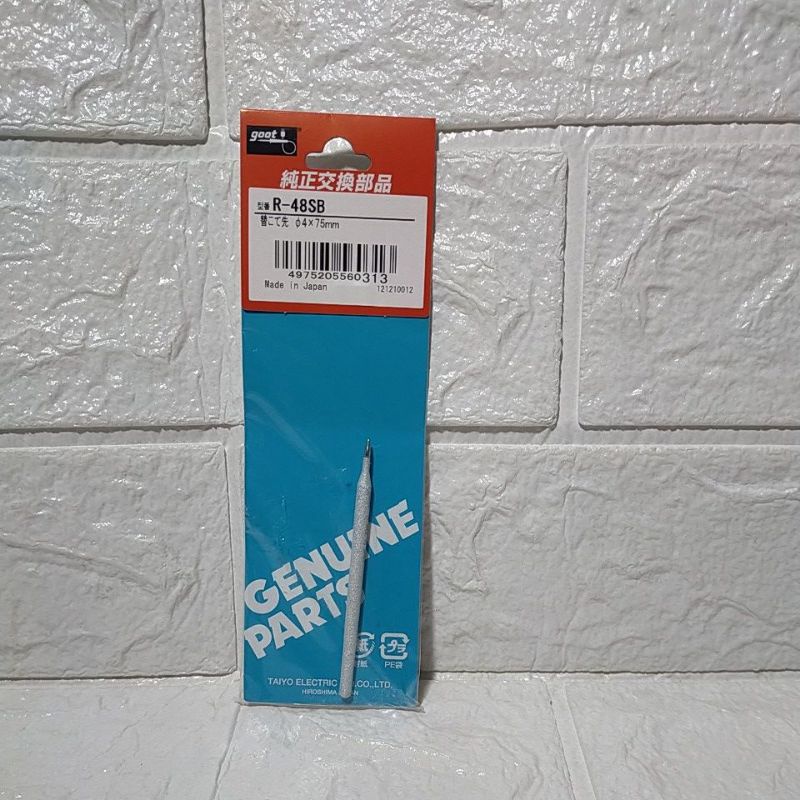 goot
純正交換部品
型番 R-48SB
替こて先 φ4×75mm
4975205560313
Made in Japan 121210012
GENUINE
PARTS
PE袋
TAIYO ELECTRIC
CO.,LTD.
HIROSHIMA